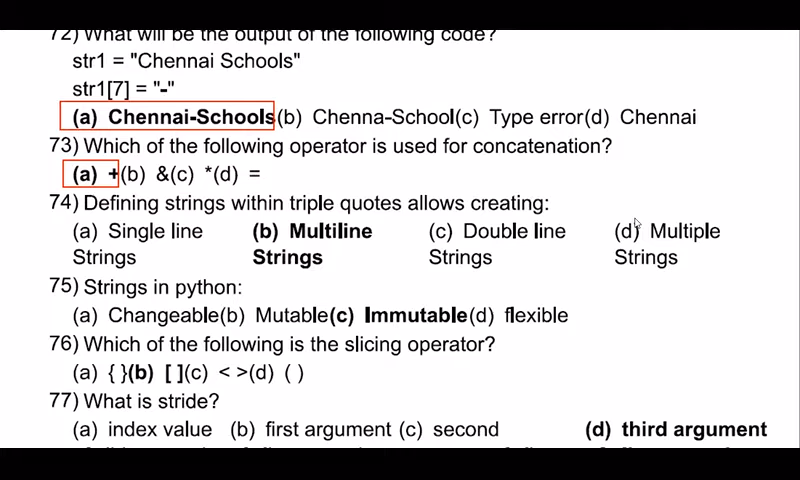 72) What will be the output of the following code?
str1 = "Chennai Schools"
str1[7] = "-"
(a) Chennai-Schools(b) Chenna-School(c) Type error(d) Chennai
73) Which of the following operator is used for concatenation?
(a) +(b) &(c) *(d) =
74) Defining strings within triple quotes allows creating:
(a) Single line Strings (b) Multiline Strings (c) Double line Strings (d) Multiple Strings
75) Strings in python:
(a) Changeable(b) Mutable(c) Immutable(d) flexible
76) Which of the following is the slicing operator?
(a) { }(b) [ ](c) < >(d) ( )
77) What is stride?
(a) index value (b) first argument (c) second (d) third argument